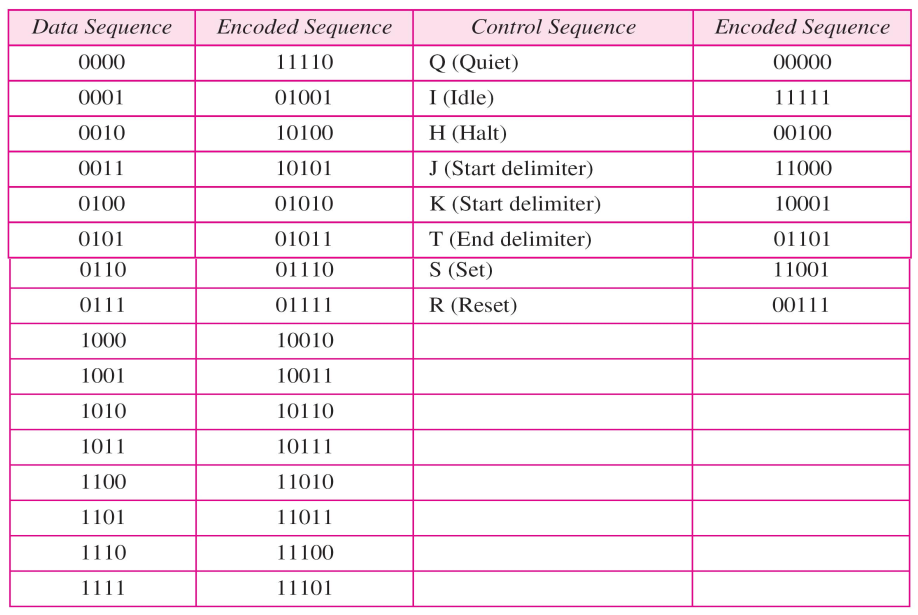 Data Sequence Encoded Sequence Control Sequence Encoded Sequence
0000 11110 Q (Quiet) 00000
0001 01001 I (Idle) 11111
0010 10100 H (Halt) 00100
0011 10101 J (Start delimiter) 11000
0100 01010 K (Start delimiter) 10001
0101 01011 T (End delimiter) 01101
0110 01110 S (Set) 11001
0111 01111 R (Reset) 00111
1000 10010
1001 10011
1010 10110
1011 10111
1100 11010
1101 11011
1110 11100
1111 11101